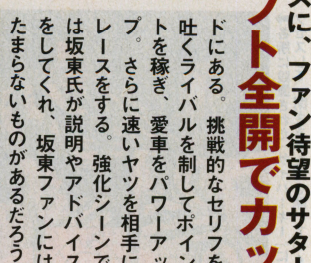 スに、ファン待望のサター
ノト全開でカッ
ドにある。挑戦的なセリフを
吐くライバルを制してポイン
トを稼ぎ、愛車をパワーアッ
プ。さらに速いヤツを相手に
レースをする。強化シーンで
は坂東氏が説明やアドバイス
をしてくれ、坂東ファンには
たまらないものがあるだろう